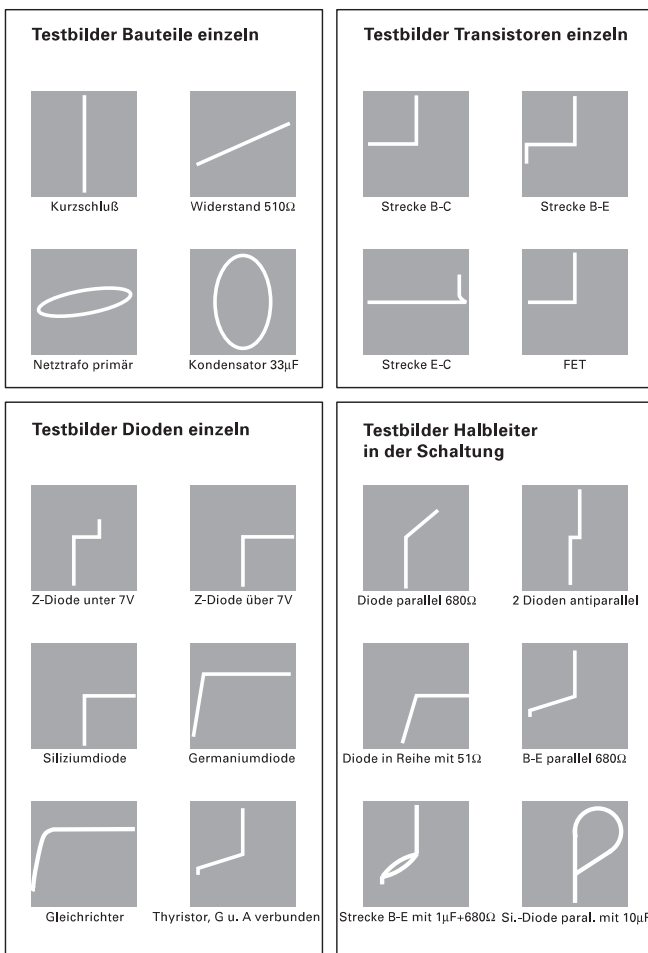 Testbilder Bauteile einzeln
Kurzschluß
Widerstand 510Ω
Netztrafo primär
Kondensator 33µF
Testbilder Transistoren einzeln
Strecke B-C
Strecke B-E
Strecke E-C
FET
Testbilder Dioden einzeln
Z-Diode unter 7V
Z-Diode über 7V
Siliziumdiode
Germaniumdiode
Gleichrichter
Thyristor, G u. A verbunden
Testbilder Halbleiter
in der Schaltung
Diode parallel 680Ω
2 Dioden antiparallel
Diode in Reihe mit 51Ω
B-E parallel 680Ω
Strecke B-E mit 1µF+680Ω
Si.-Diode paral. mit 10µF